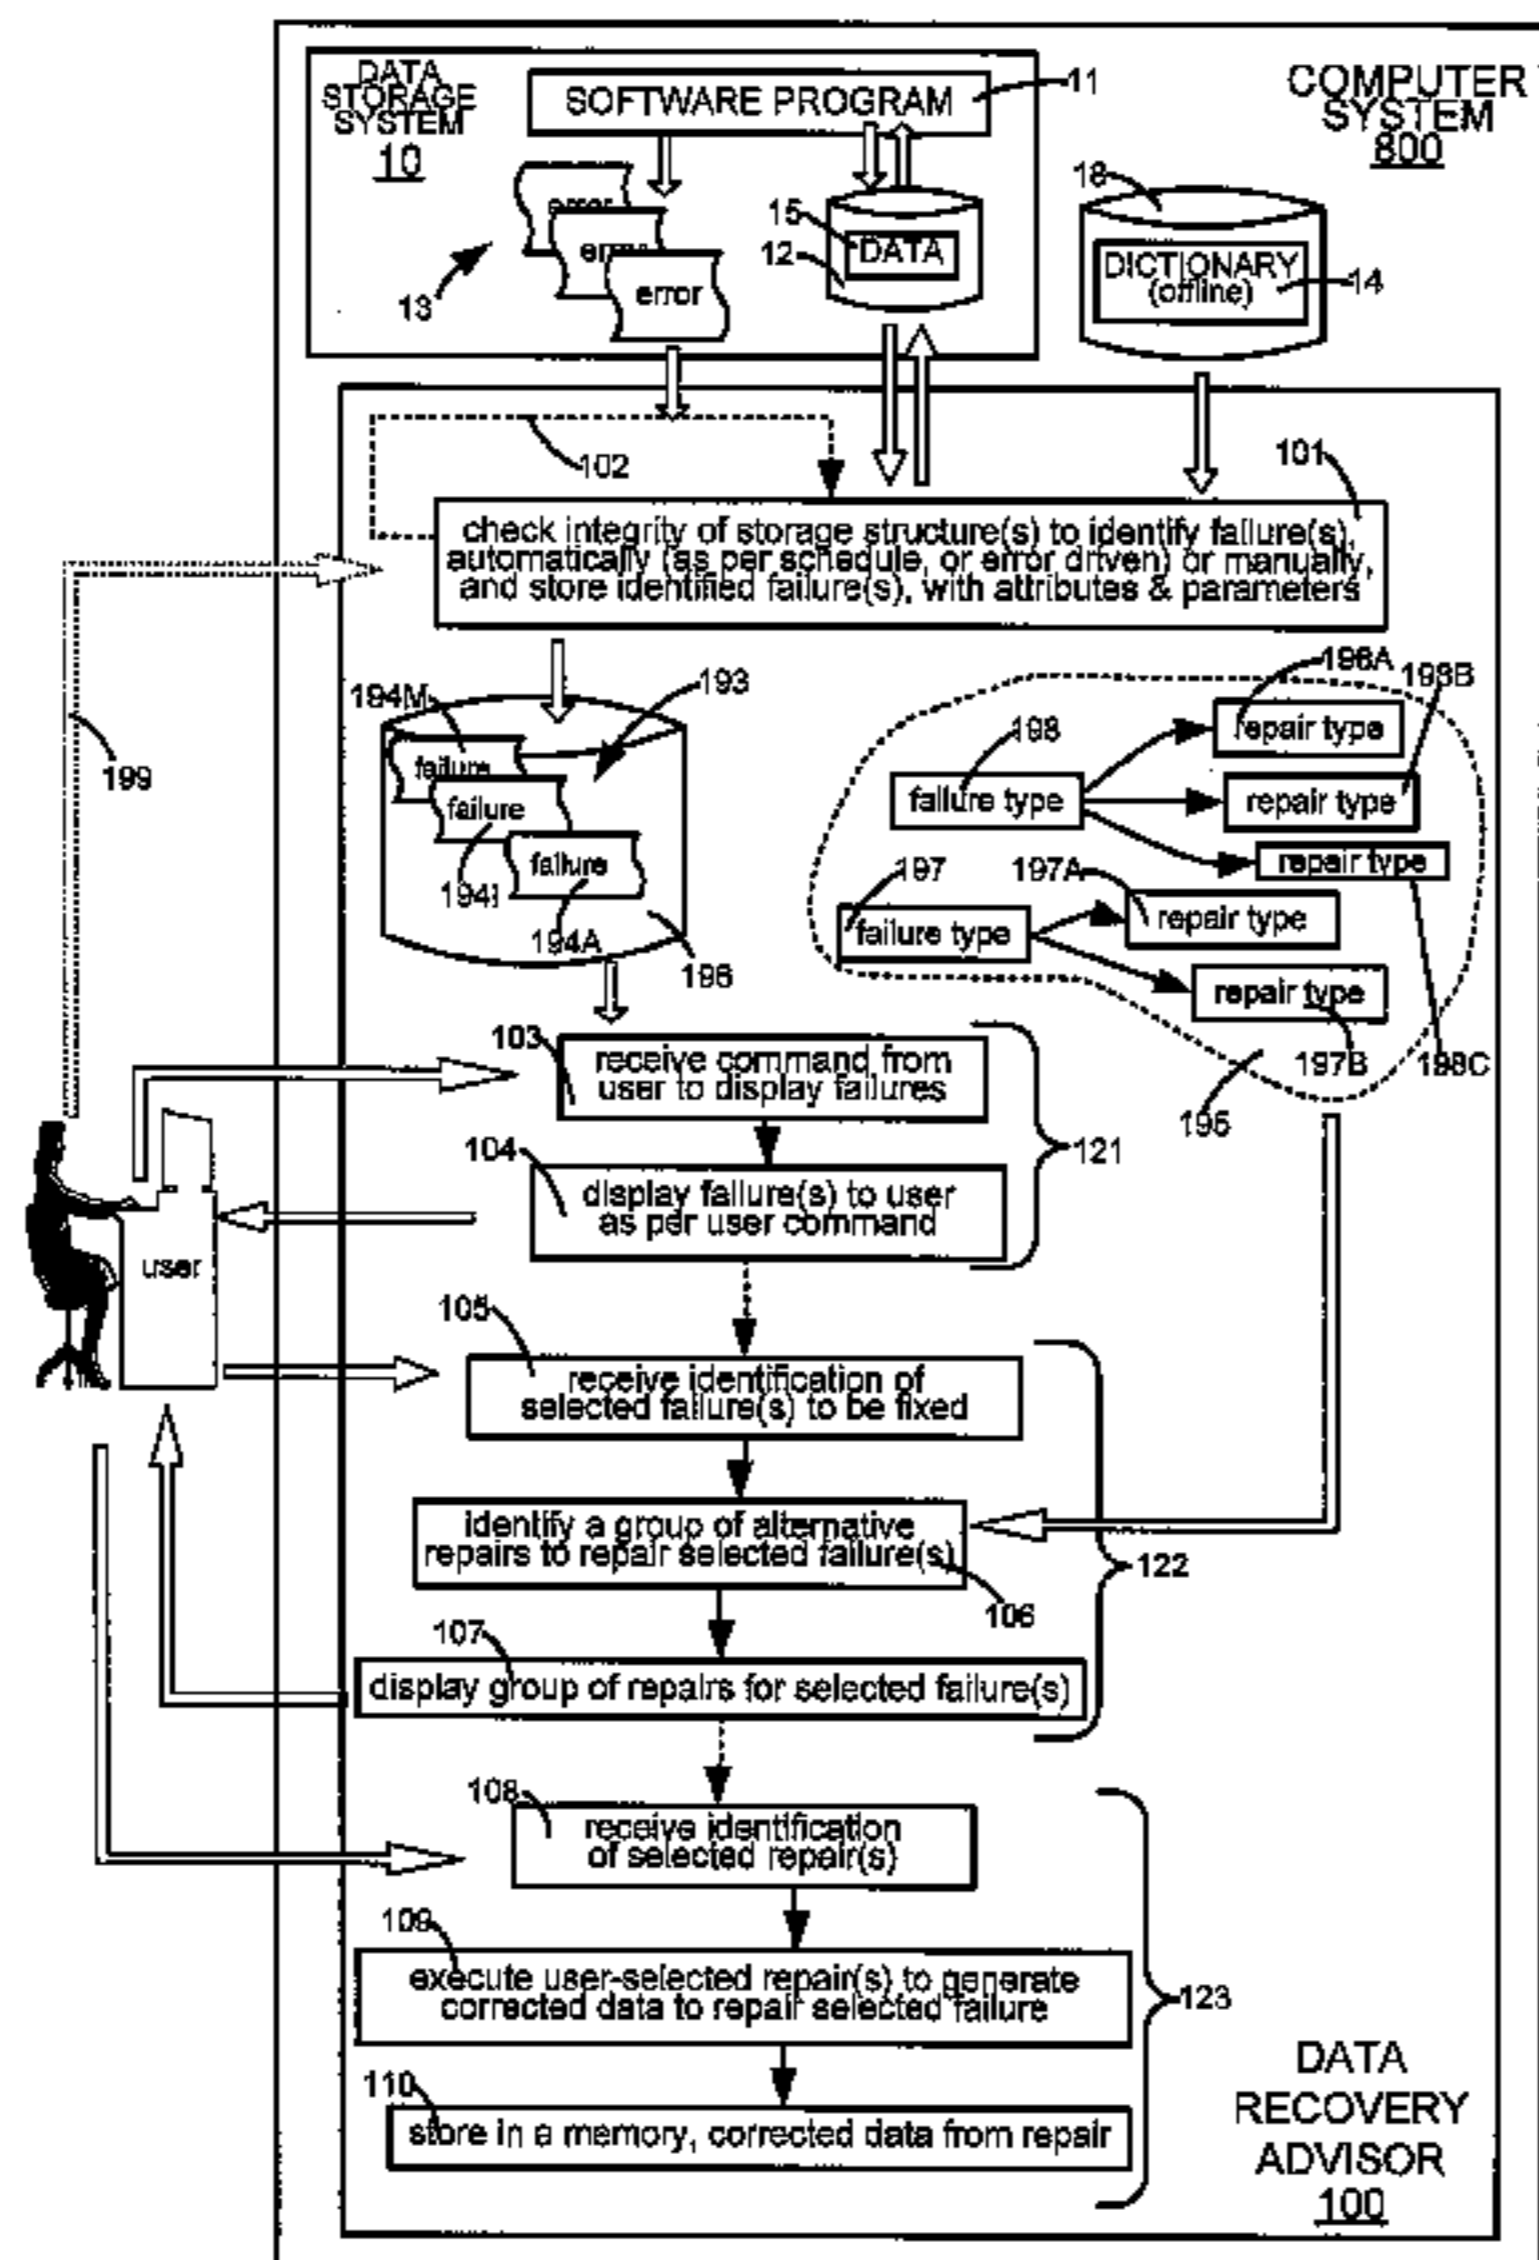 DATA
STORAGE
SYSTEM
10
SOFTWARE PROGRAM
11
COMPUTER
SYSTEM
800
error
error
error
13
15
12
DATA
18
DICTIONARY
(offline)
14
102
101
check integrity of storage structure(s) to identify failure(s),
automatically (as per schedule, or error driven) or manually,
and store identified failure(s), with attributes & parameters
199
194M
193
failure
failure
failure
194I
194A
196
198A
198B
198
repair type
failure type
repair type
repair type
197
197A
failure type
repair type
repair type
197B
198C
195
103
receive command from
user to display failures
121
104
display failure(s) to user
as per user command
user
105
receive identification of
selected failure(s) to be fixed
identify a group of alternative
repairs to repair selected failure(s)
122
106
107
display group of repairs for selected failure(s)
108
receive identification
of selected repair(s)
109
execute user-selected repair(s) to generate
corrected data to repair selected failure
123
110
store in a memory, corrected data from repair
DATA
RECOVERY
ADVISOR
100